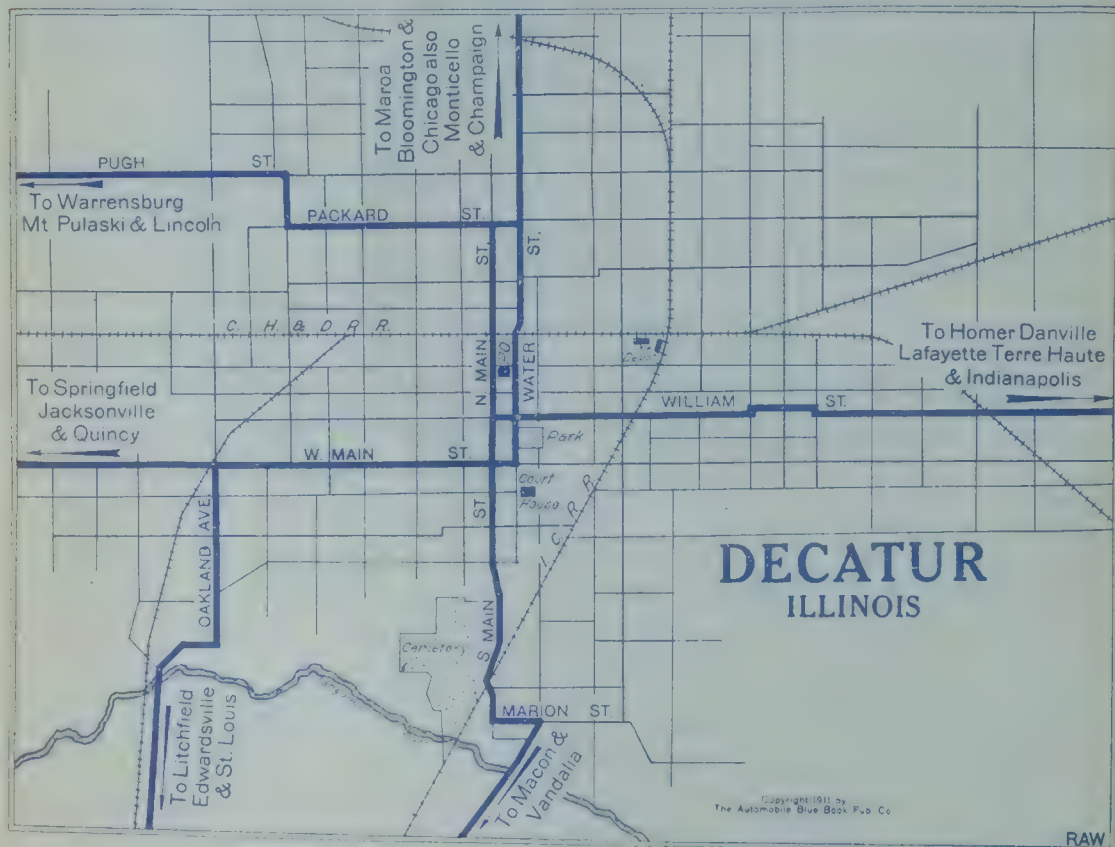 To Maroa
Bloomington &
Chicago also
Monticello
& Champaign
PUGH ST.
To Warrensburg
Mt. Pulaski & Lincoln
PACKARD ST.
ST.
ST.
C. H. & D. R. R.
N. MAIN
P.O.
WATER
To Homer Danville
Lafayette Terre Haute
& Indianapolis
To Springfield
Jacksonville
& Quincy
WILLIAM ST.
Park
W. MAIN ST.
Court
House
ST.
I C R R
OAKLAND AVE.
DECATUR
ILLINOIS
Cemetery
S MAIN
MARION ST.
To Litchfield
Edwardsville
& St. Louis
To Macon &
Vandalia
Copyright 1911 by
The Automobile Blue Book Pub. Co
RAW